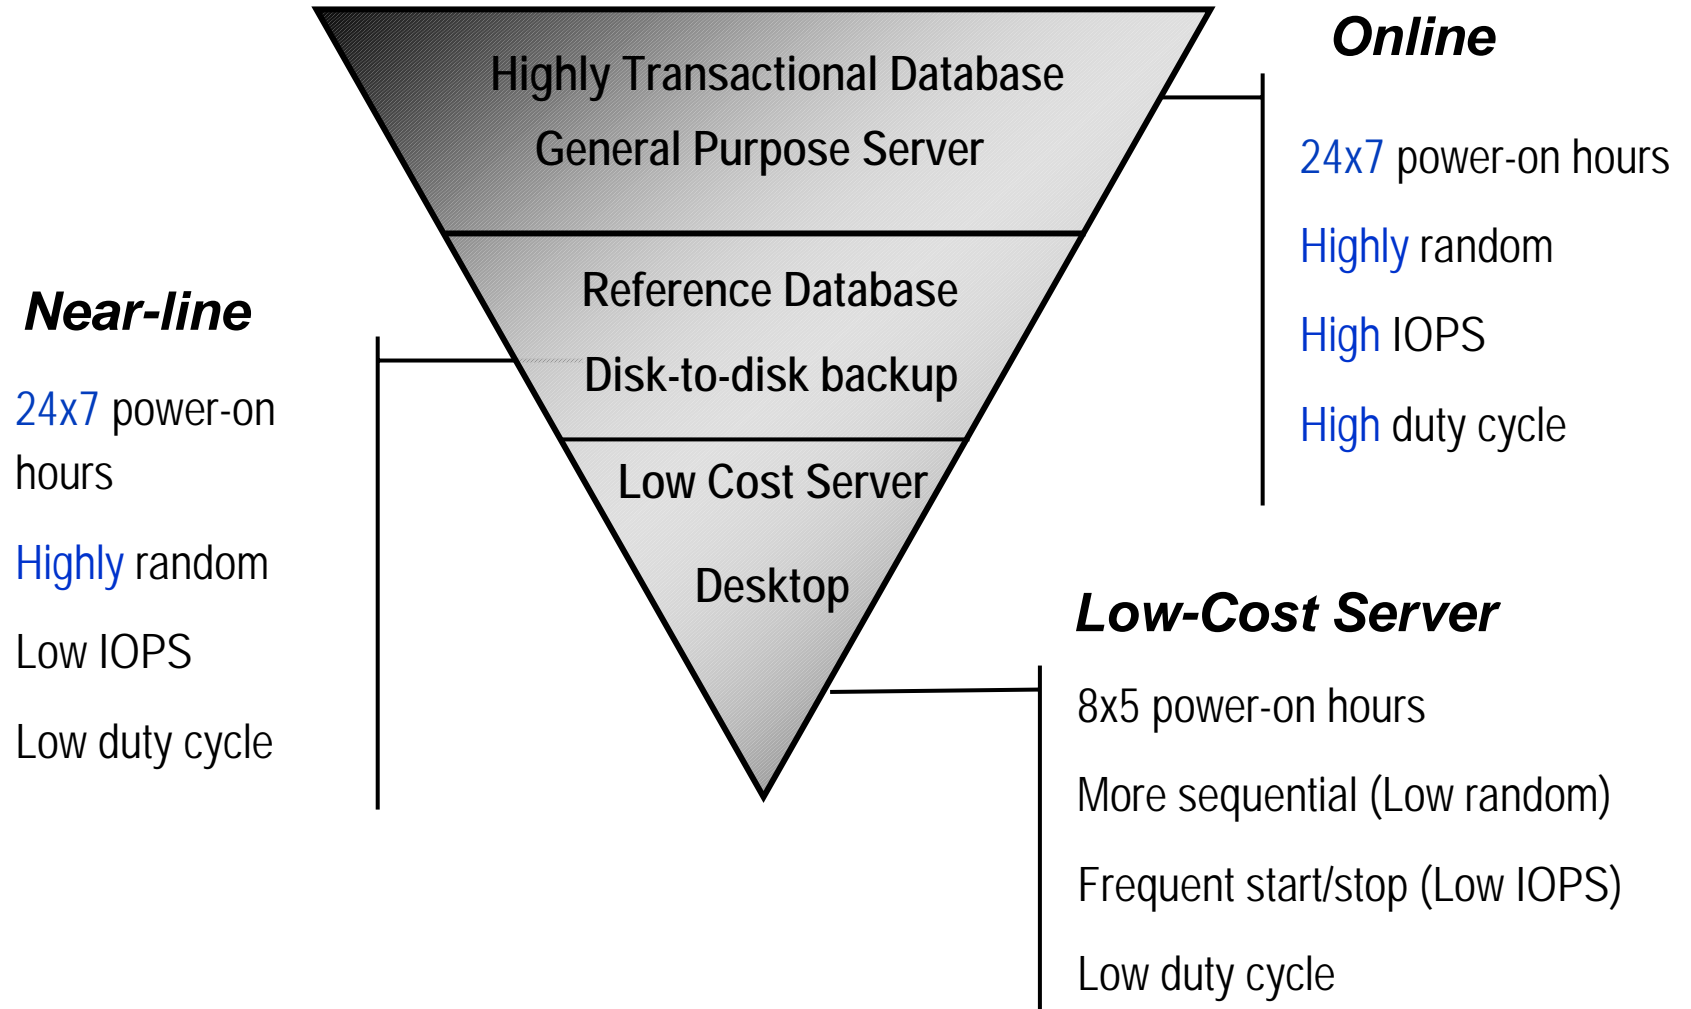 Highly Transactional Database
General Purpose Server
Reference Database
Disk-to-disk backup
Low Cost Server
Desktop
Online
24x7 power-on hours
Highly random
High IOPS
High duty cycle
Near-line
24x7 power-on
hours
Highly random
Low IOPS
Low duty cycle
Low-Cost Server
8x5 power-on hours
More sequential (Low random)
Frequent start/stop (Low IOPS)
Low duty cycle